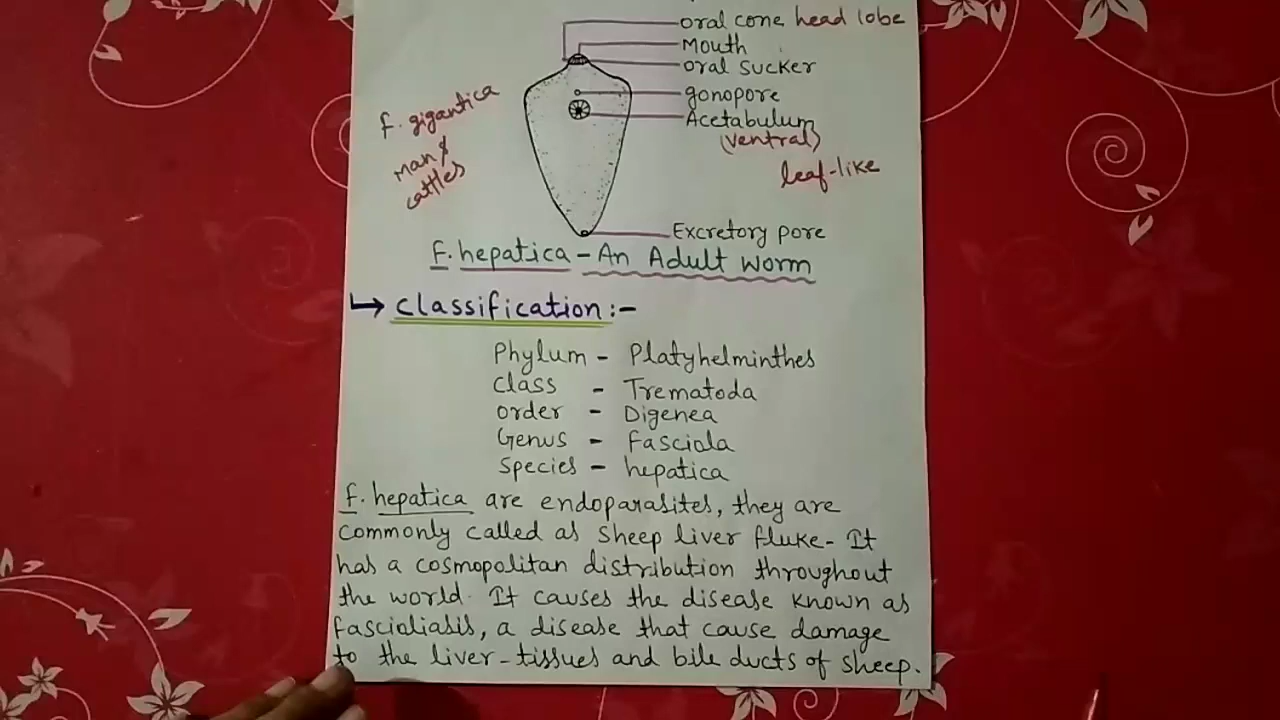 oral cone head lobe
Mouth
oral sucker
gonopore
Acetabulum
(ventral)
leaf-like
f. gigantica
man &
cattles
Excretory pore
F. hepatica - An Adult worm
↳ Classification :-
Phylum - Platyhelminthes
Class - Trematoda
Order - Digenea
Genus - Fasciola
Species - hepatica
F. hepatica are endoparasites, they are
commonly called as sheep liver fluke. It
has a cosmopolitan distribution throughout
the world. It causes the disease known as
fascioliasis, a disease that cause damage
to the liver-tissues and bile ducts of sheep.